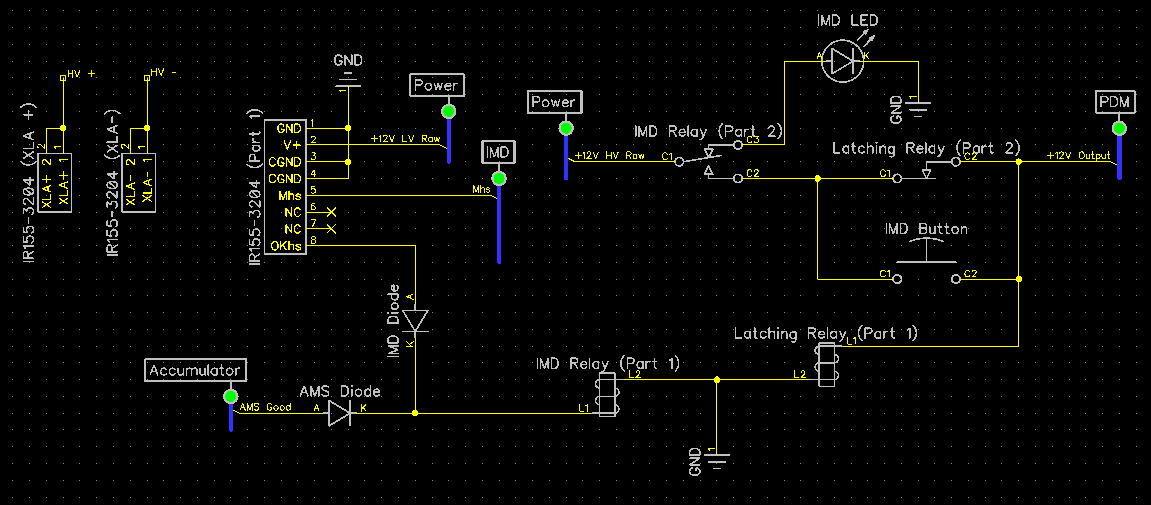 IMD LED
A
K
GND
1
HV +
HV -
IR155-3204 (XLA +)
2
1
XLA+ 2
XLA+ 1
IR155-3204 (XLA-)
2
1
XLA- 2
XLA- 1
GND
1
Power
IR155-3204 (Part 1)
GND 1
V+ 2
CGND 3
CGND 4
Mhs 5
NC 6
NC 7
OKhs 8
+12V LV Raw
IMD
Mhs
Power
+12V HV Raw
IMD Relay (Part 2)
C1
C3
C2
Latching Relay (Part 2)
C1
C2
+12V Output
PDM
IMD Button
C1
C2
IMD Diode
A
K
Latching Relay (Part 1)
L1
L2
Accumulator
AMS Good
AMS Diode
A
K
IMD Relay (Part 1)
L2
L1
GND
1